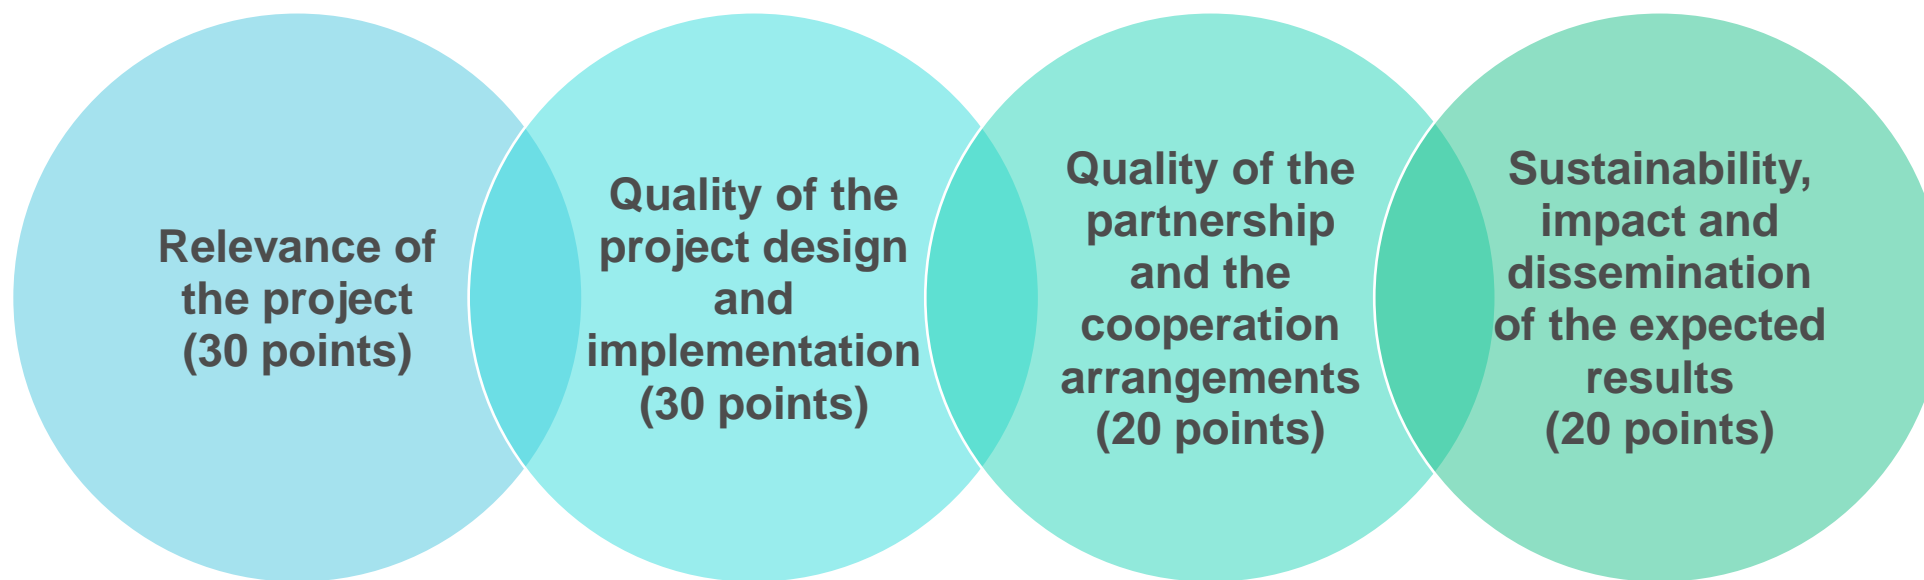 Relevance of
the project
(30 points)
Quality of the
project design
and
implementation
(30 points)
Quality of the
partnership
and the
cooperation
arrangements
(20 points)
Sustainability,
impact and
dissemination
of the expected
results
(20 points)